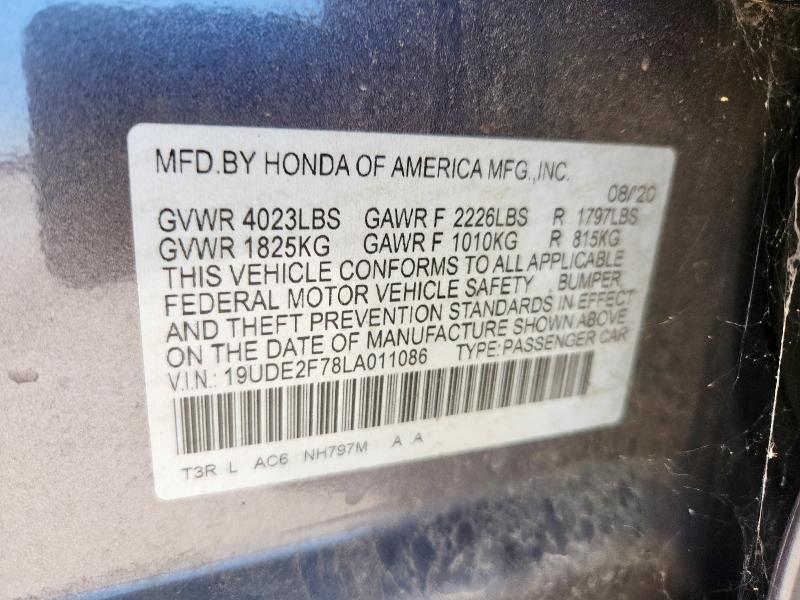 MFD.BY HONDA OF AMERICA MFG.,INC.
08/'20
GVWR 4023LBS GAWR F 2226LBS R 1797LBS
GVWR 1825KG GAWR F 1010KG R 815KG
THIS VEHICLE CONFORMS TO ALL APPLICABLE
FEDERAL MOTOR VEHICLE SAFETY BUMPER
AND THEFT PREVENTION STANDARDS IN EFFECT
ON THE DATE OF MANUFACTURE SHOWN ABOVE
V.I.N.: 19UDE2F78LA011086 TYPE:PASSENGER CAR
T3R L AC6 NH797M A A